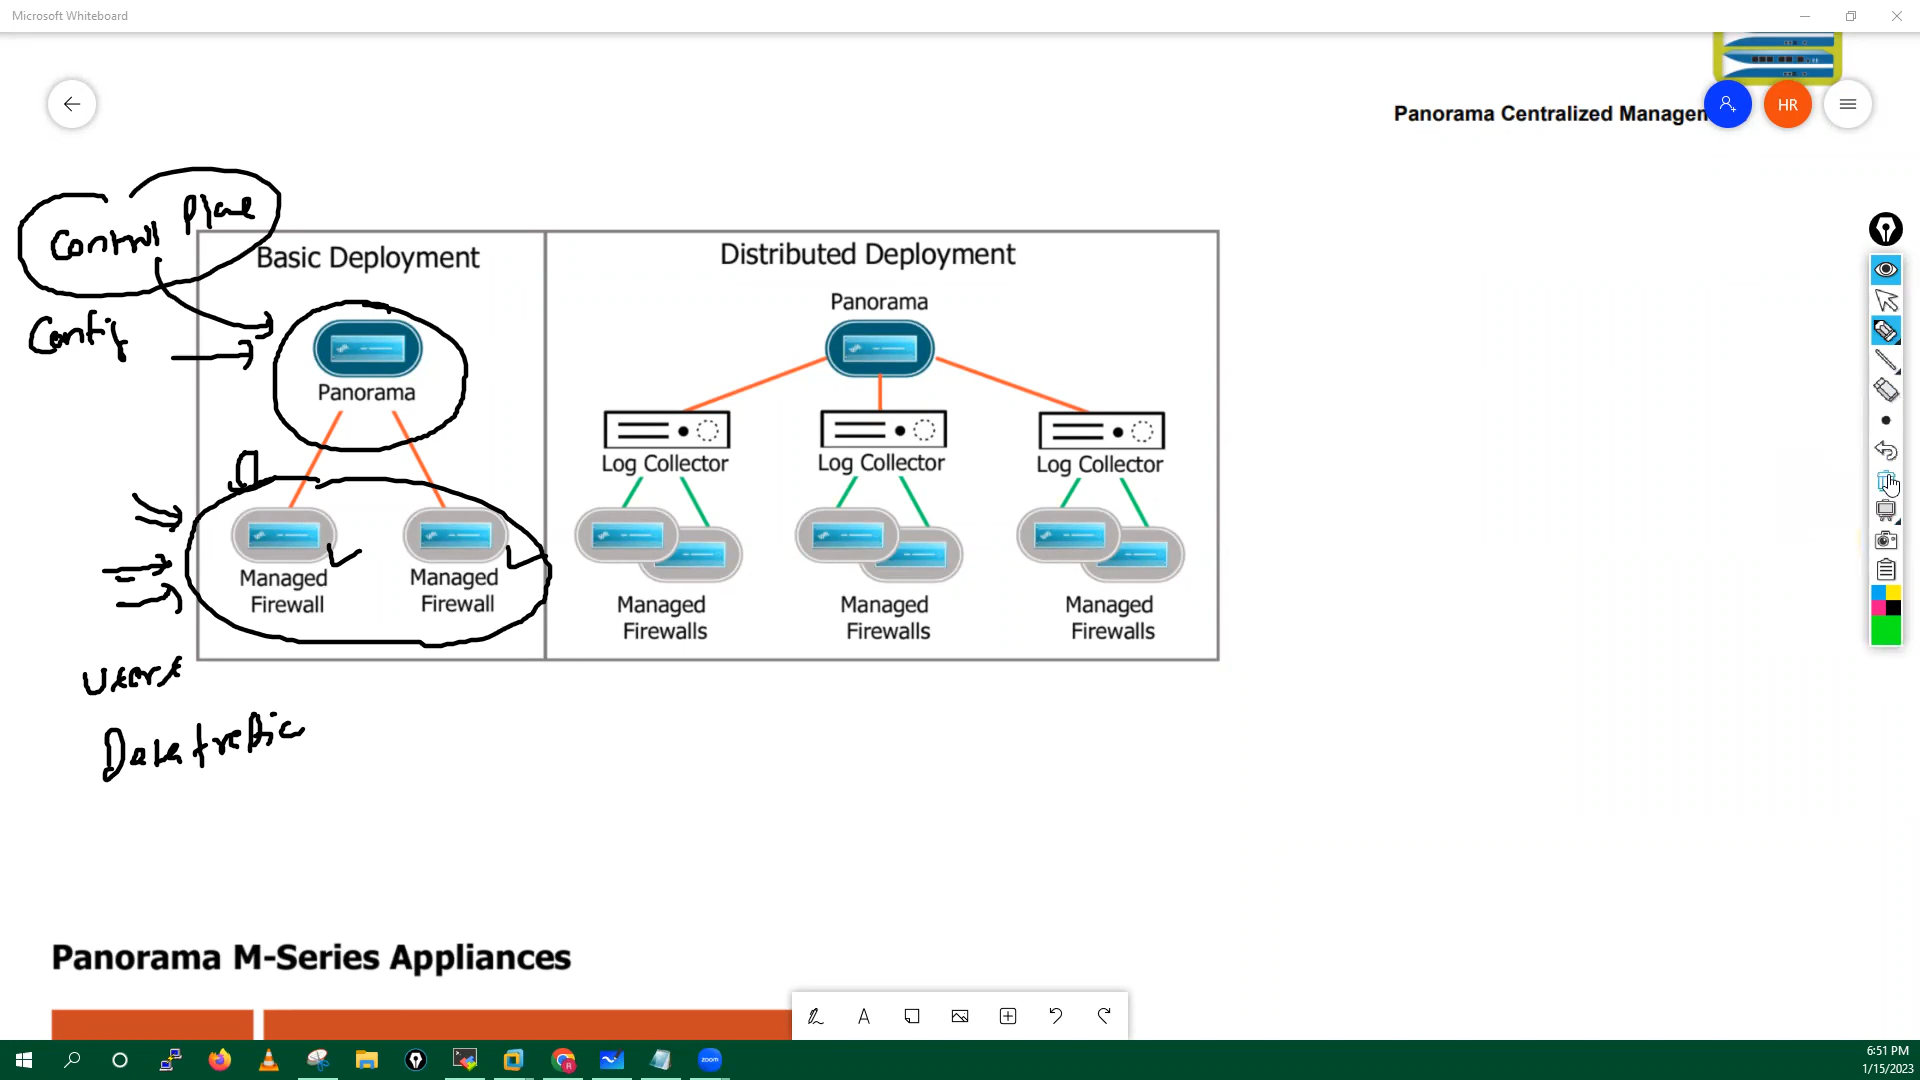 Microsoft Whiteboard
HR
Panorama Centralized Managem
Control Plane
Config
Basic Deployment
Distributed Deployment
Panorama
Panorama
Log Collector
Log Collector
Log Collector
Managed
Firewall
Managed
Firewall
Managed
Firewalls
Managed
Firewalls
Managed
Firewalls
Users
Data traffic
Panorama M-Series Appliances
zoom
6:51 PM
1/15/2023